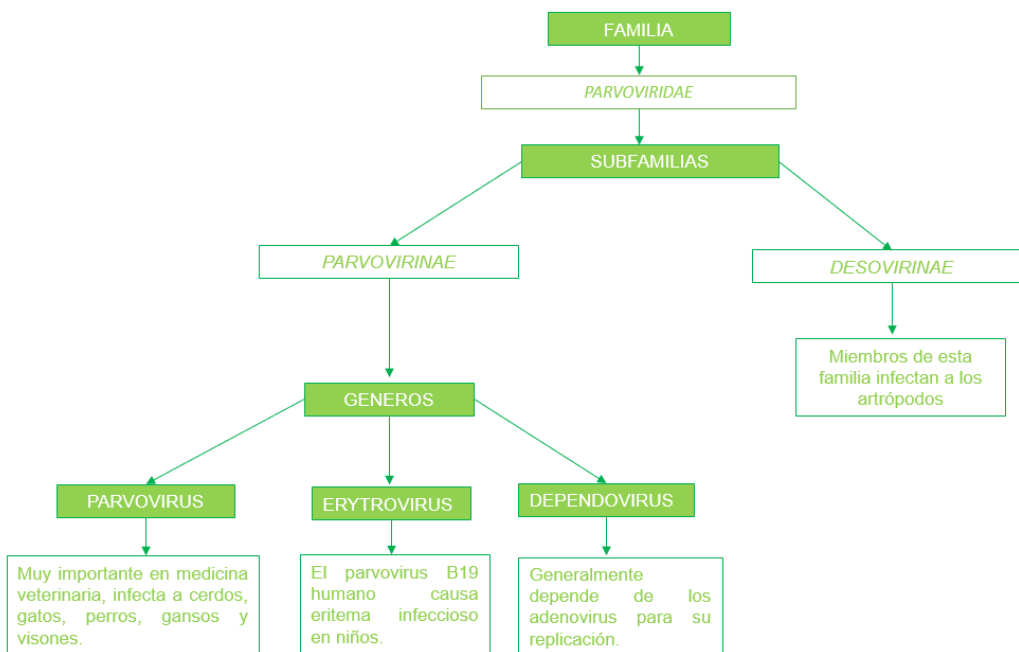 FAMILIA
PARVOVIRIDAE
SUBFAMILIAS
PARVOVIRINAE
DESOVIRINAE
Miembros de esta
familia infectan a los
artrópodos
GENEROS
PARVOVIRUS
ERYTROVIRUS
DEPENDOVIRUS
Muy importante en medicina
veterinaria, infecta a cerdos,
gatos, perros, gansos y
visones.
El parvovirus B19
humano causa
eritema infeccioso
en niños.
Generalmente
depende de los
adenovirus para su
replicación.